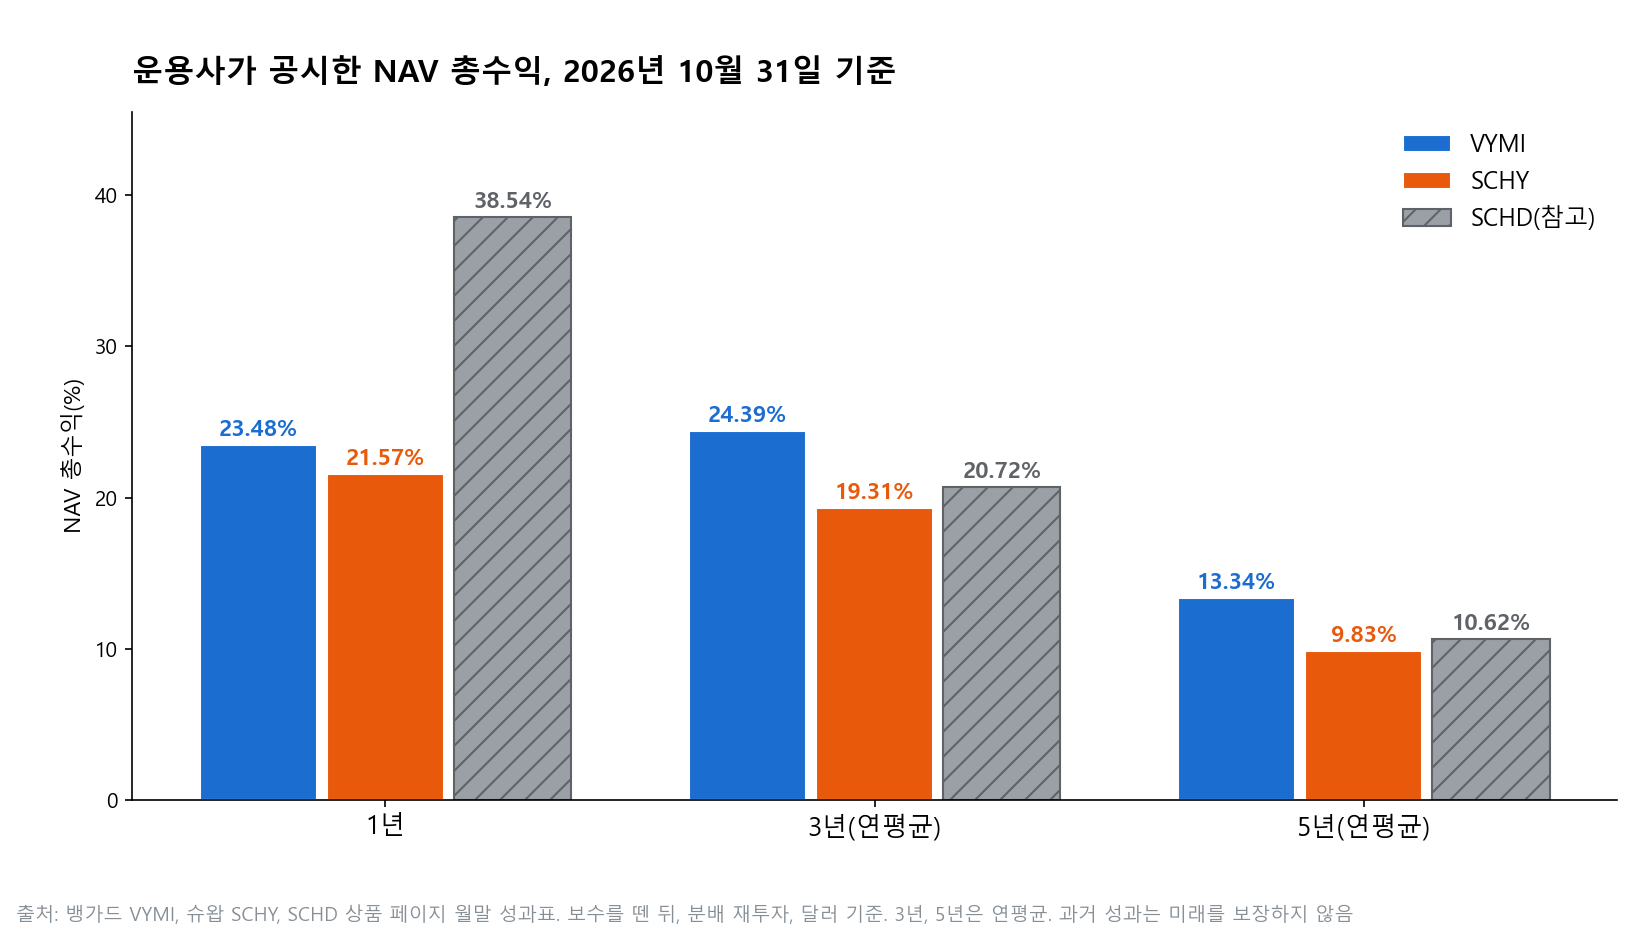 운용사가 공시한 NAV 총수익, 2026년 10월 31일 기준
VYMI
SCHY
SCHD(참고)
NAV 총수익(%)
40
30
20
10
0
23.48%
21.57%
38.54%
24.39%
19.31%
20.72%
13.34%
9.83%
10.62%
1년
3년(연평균)
5년(연평균)
출처: 뱅가드 VYMI, 슈왑 SCHY, SCHD 상품 페이지 월말 성과표. 보수를 뗀 뒤, 분배 재투자, 달러 기준. 3년, 5년은 연평균. 과거 성과는 미래를 보장하지 않음